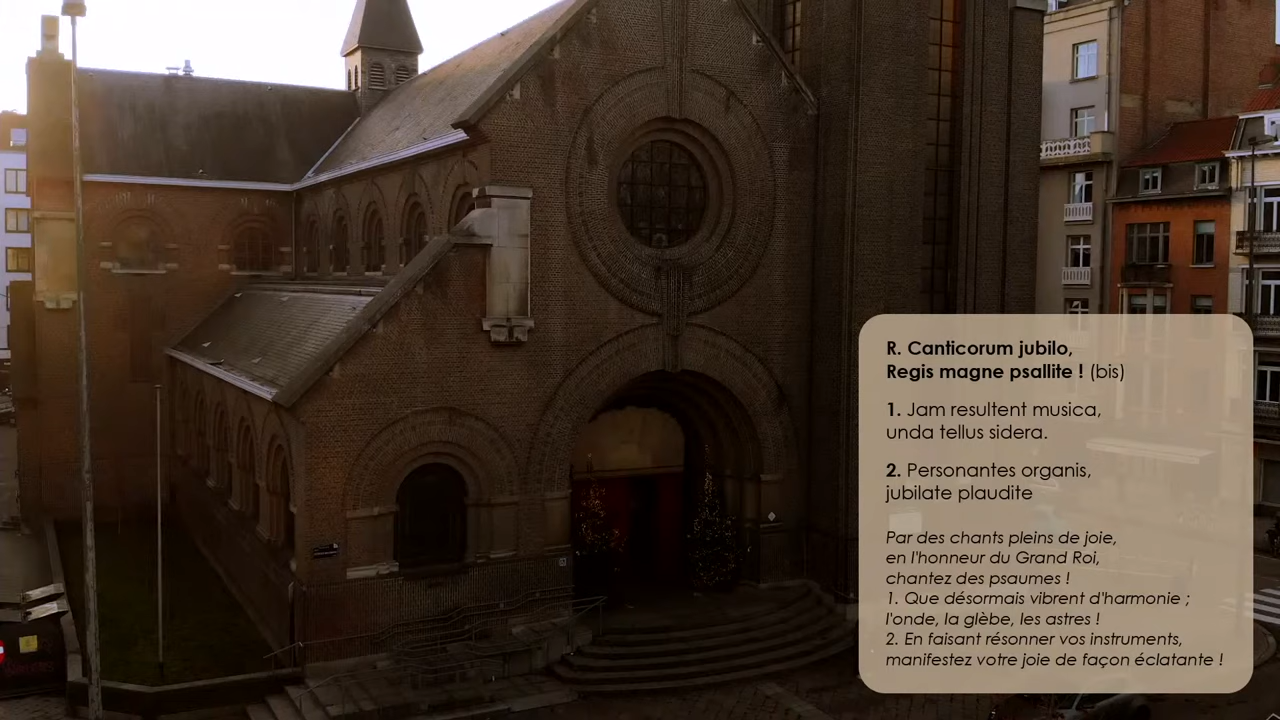 R. Canticorum jubilo,
Regis magne psallite ! (bis)
1. Jam resultent musica,
unda tellus sidera.
2. Personantes organis,
jubilate plaudite
Par des chants pleins de joie,
en l'honneur du Grand Roi,
chantez des psaumes !
1. Que désormais vibrent d'harmonie ;
l'onde, la glèbe, les astres !
2. En faisant résonner vos instruments,
manifestez votre joie de façon éclatante !